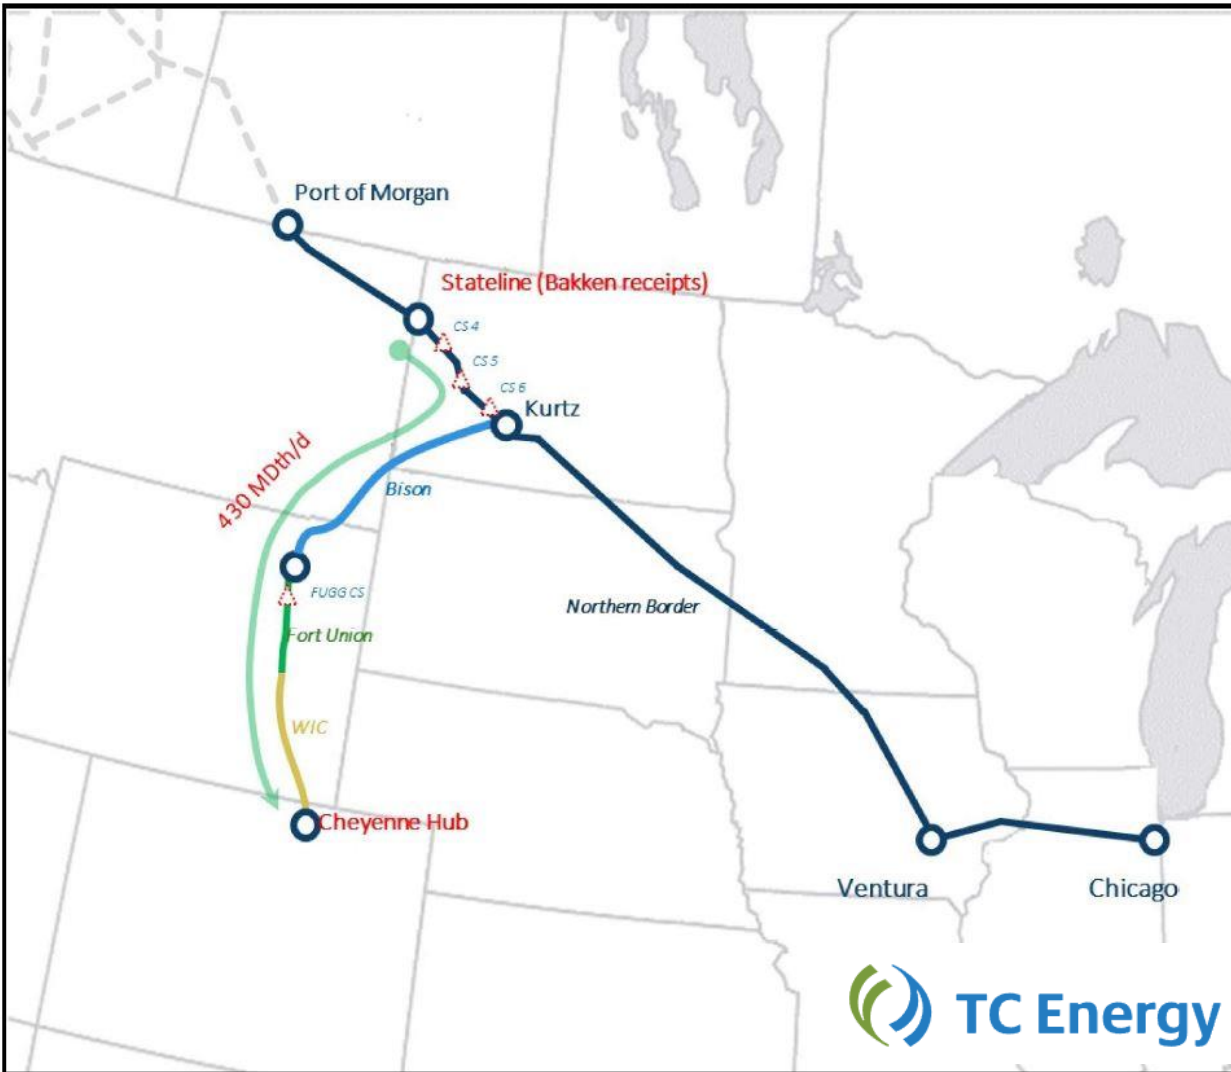 Port of Morgan
Stateline (Bakken receipts)
CS 4
CS 5
CS 6
Kurtz
430 MDth/d
Bison
FUGG CS
Northern Border
Fort Union
WIC
Cheyenne Hub
Ventura
Chicago
TC Energy